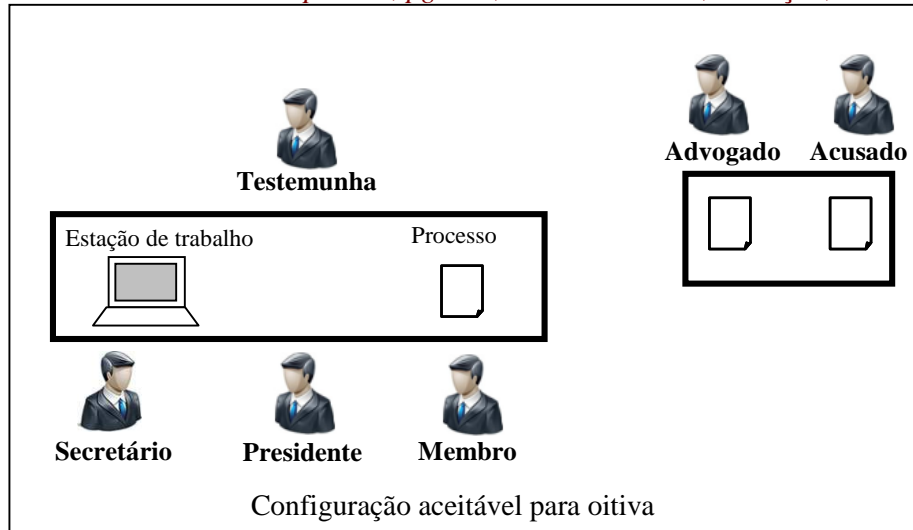 Advogado Acusado
Testemunha
Estação de trabalho Processo
Secretário Presidente Membro
Configuração aceitável para oitiva